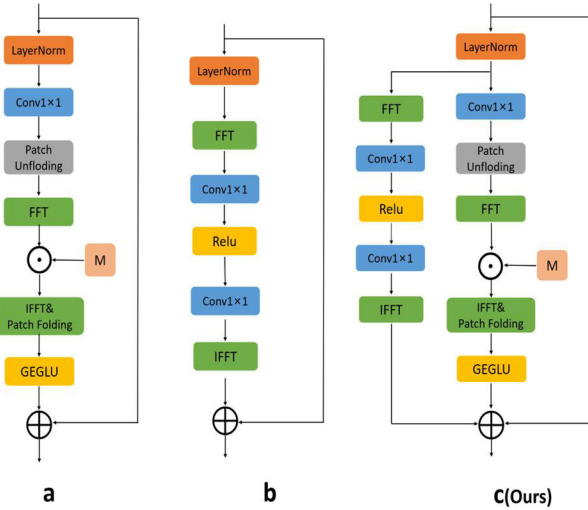 LayerNorm
Conv1×1
Patch
Unfloding
FFT
M
IFFT&
Patch Folding
GEGLU
a
LayerNorm
FFT
Conv1×1
Relu
Conv1×1
IFFT
b
LayerNorm
FFT
Conv1×1
Relu
Conv1×1
IFFT
Conv1×1
Patch
Unfloding
FFT
M
IFFT&
Patch Folding
GEGLU
c(Ours)